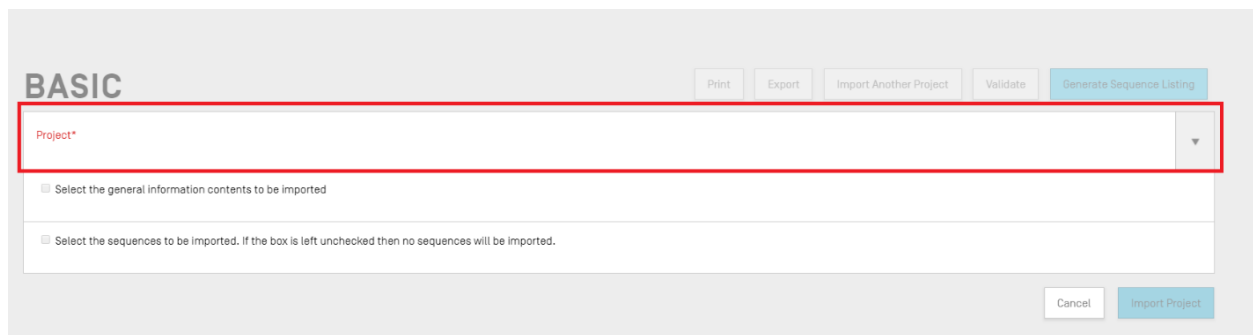 BASIC
Print
Export
Import Another Project
Validate
Generate Sequence Listing
Project*
Select the general information contents to be imported
Select the sequences to be imported. If the box is left unchecked then no sequences will be imported.
Cancel
Import Project